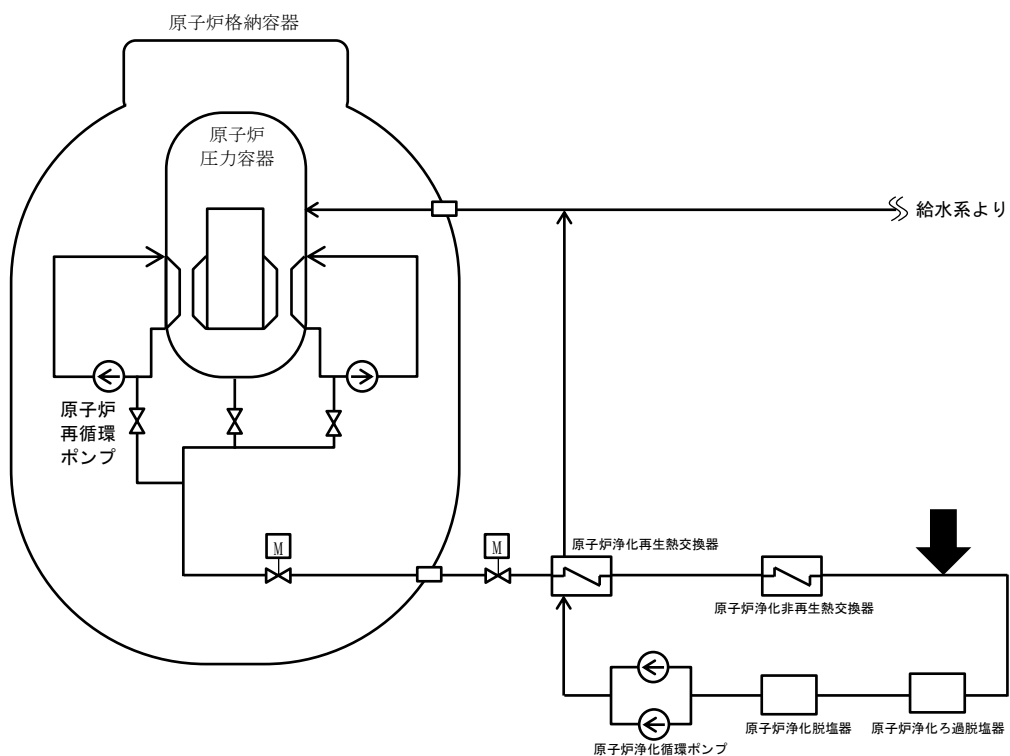 原子炉格納容器
原子炉
圧力容器
給水系より
原子炉
再循環
ポンプ
M
M
原子炉浄化再生熱交換器
原子炉浄化非再生熱交換器
原子炉浄化脱塩器
原子炉浄化ろ過脱塩器
原子炉浄化循環ポンプ